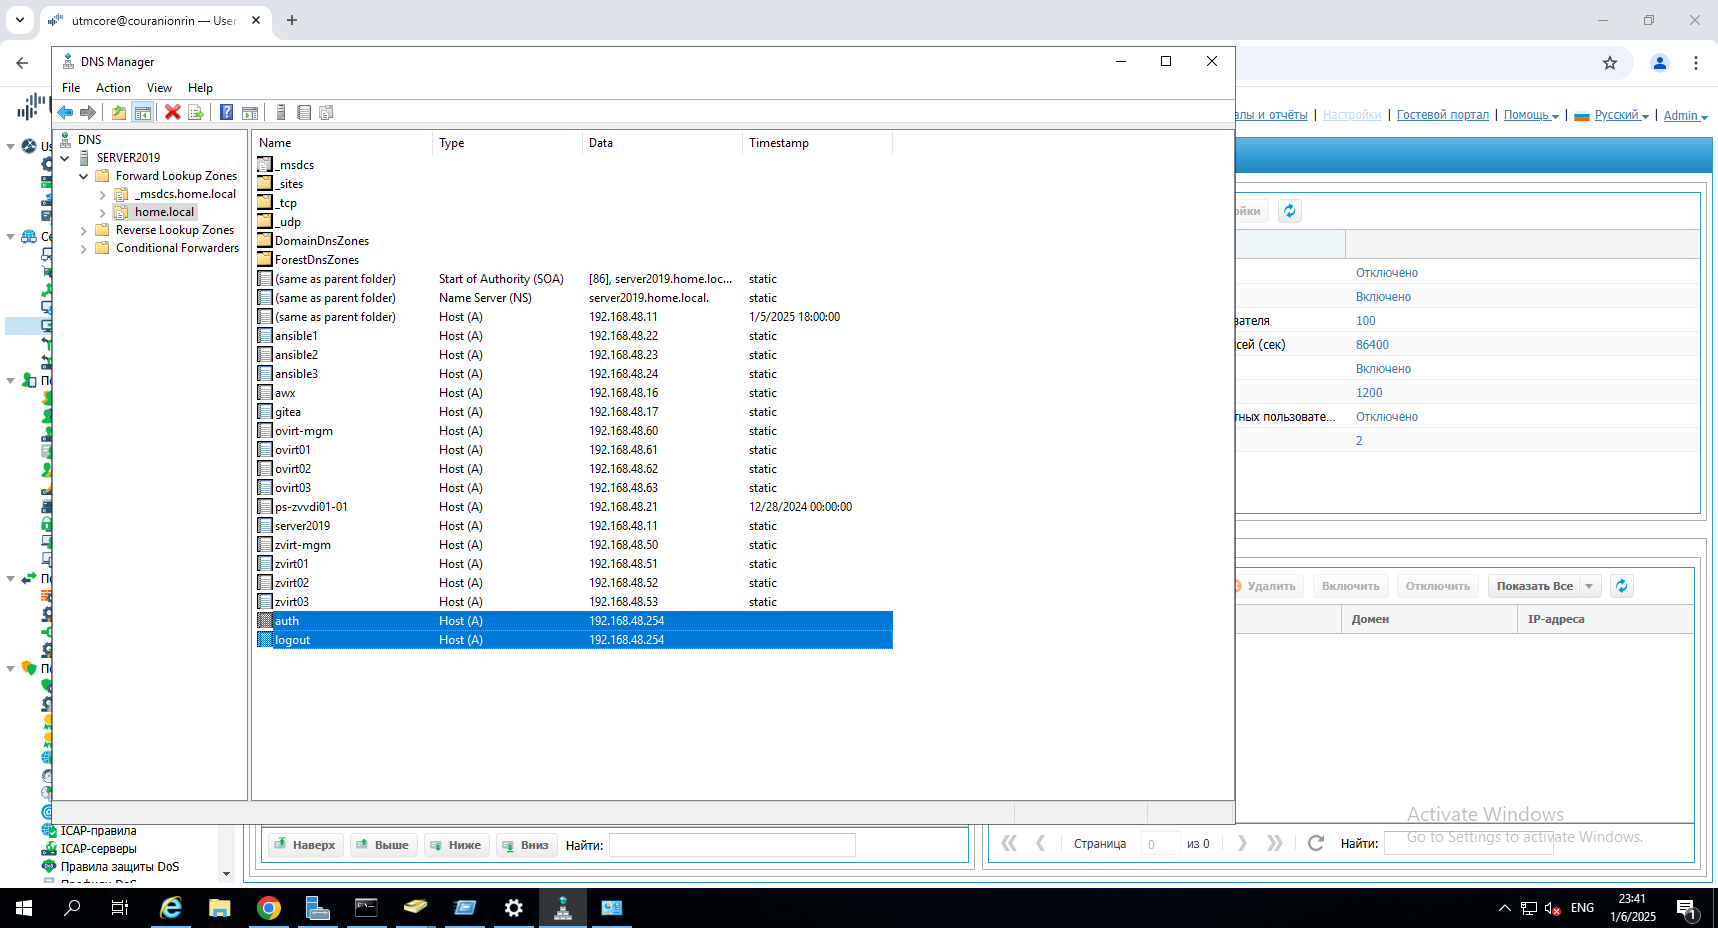 utmcore@couranionrin — User
DNS Manager
File Action View Help
алы и отчёты | Настройки | Гостевой портал | Помощь | Русский | Admin
DNS
SERVER2019
Forward Lookup Zones
_msdcs.home.local
home.local
Reverse Lookup Zones
Conditional Forwarders
Name Type Data Timestamp
_msdcs
_sites
_tcp
_udp
DomainDnsZones
ForestDnsZones
(same as parent folder) Start of Authority (SOA) [86], server2019.home.loc... static
(same as parent folder) Name Server (NS) server2019.home.local. static
(same as parent folder) Host (A) 192.168.48.11 1/5/2025 18:00:00
ansible1 Host (A) 192.168.48.22 static
ansible2 Host (A) 192.168.48.23 static
ansible3 Host (A) 192.168.48.24 static
awx Host (A) 192.168.48.16 static
gitea Host (A) 192.168.48.17 static
ovirt-mgm Host (A) 192.168.48.60 static
ovirt01 Host (A) 192.168.48.61 static
ovirt02 Host (A) 192.168.48.62 static
ovirt03 Host (A) 192.168.48.63 static
ps-zvvdi01-01 Host (A) 192.168.48.21 12/28/2024 00:00:00
server2019 Host (A) 192.168.48.11 static
zvirt-mgm Host (A) 192.168.48.50 static
zvirt01 Host (A) 192.168.48.51 static
zvirt02 Host (A) 192.168.48.52 static
zvirt03 Host (A) 192.168.48.53 static
auth Host (A) 192.168.48.254
logout Host (A) 192.168.48.254
ойки
Отключено
Включено
вателя 100
сей (сек) 86400
Включено
1200
тных пользовате... Отключено
2
Удалить Включить Отключить Показать Все
Домен IP-адреса
ICAP-правила
ICAP-серверы
Правила защиты DoS
Наверх Выше Ниже Вниз Найти:
Страница 0 из 0 Найти:
Activate Windows
Go to Settings to activate Windows.
ENG
23:41
1/6/2025
1